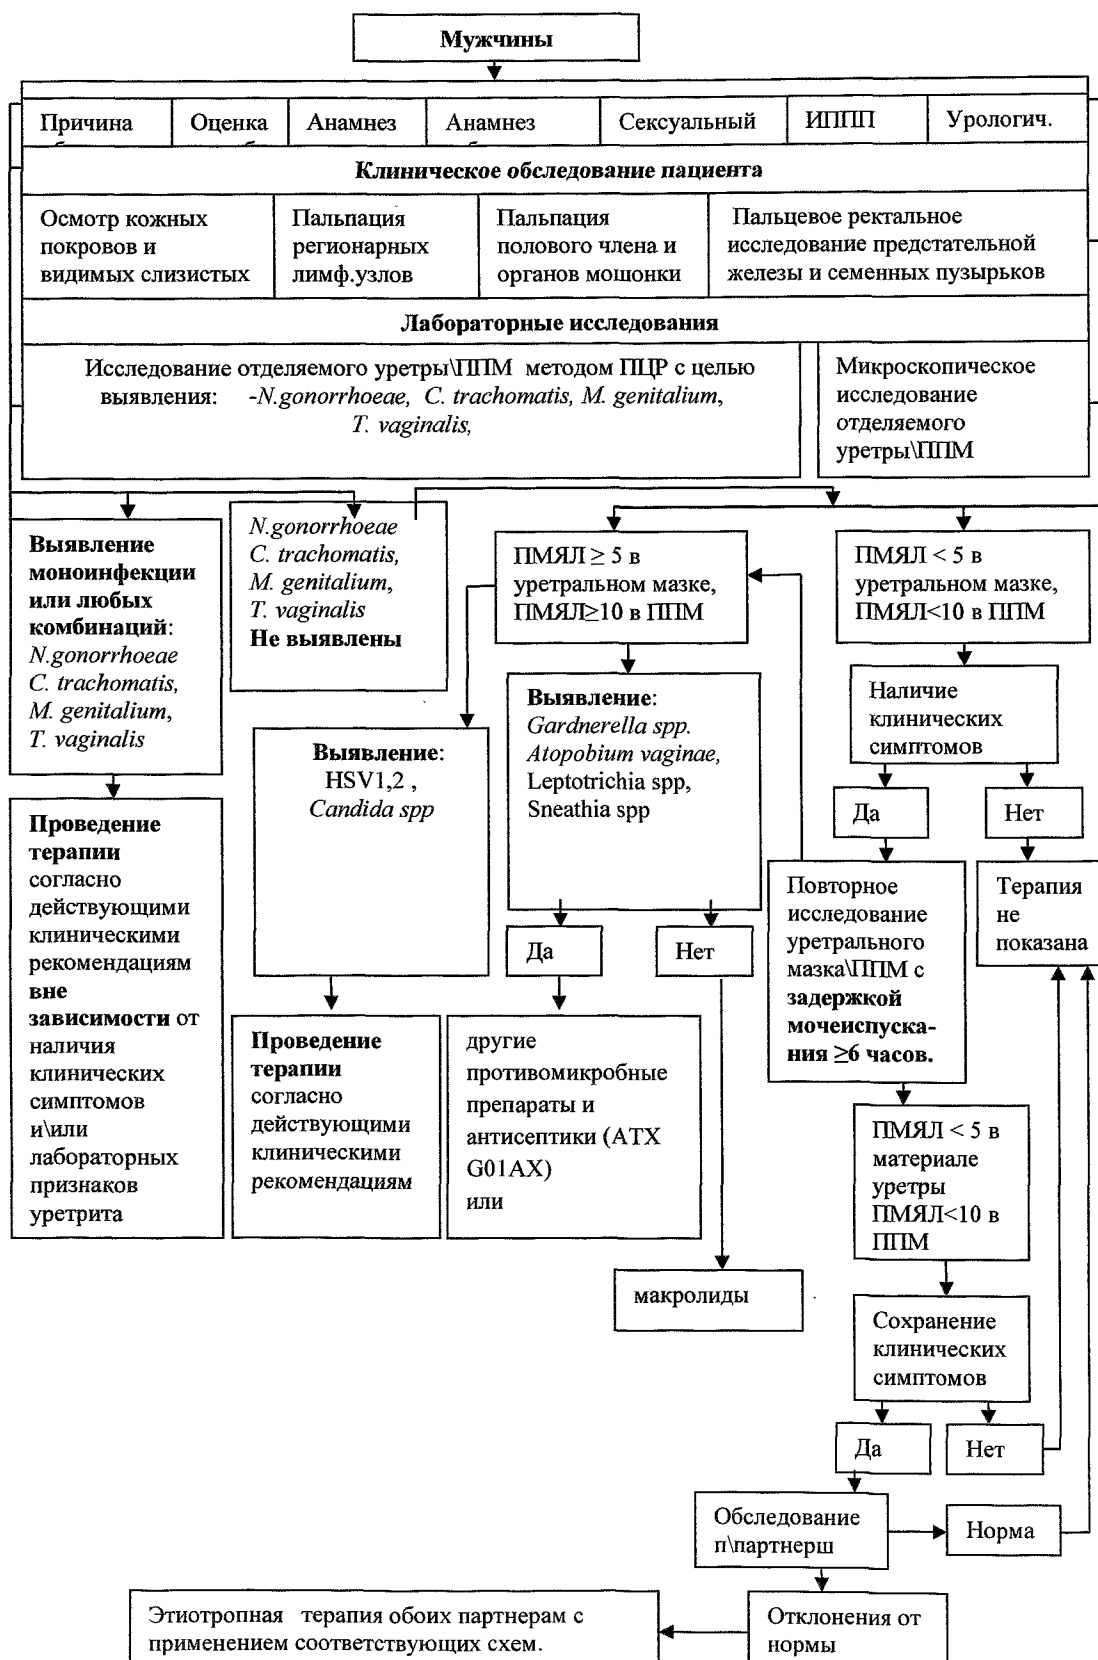 Мужчины
Причина
Оценка
Анамнез
Анамнез
Сексуальный
ИППП
Урологич.
Клиническое обследование пациента
Осмотр кожных
покровов и
видимых слизистых
Пальпация
регионарных
лимф.узлов
Пальпация
полового члена и
органов мошонки
Пальцевое ректальное
исследование предстательной
железы и семенных пузырьков
Лабораторные исследования
Исследование отделяемого уретры\ППМ методом ПЦР с целью
выявления: -N.gonorrhoeae, C. trachomatis, M. genitalium,
T. vaginalis,
Микроскопическое
исследование
отделяемого
уретры\ППМ
Выявление
моноинфекции
или любых
комбинаций:
N.gonorrhoeae
C. trachomatis,
M. genitalium,
T. vaginalis
N.gonorrhoeae
C. trachomatis,
M. genitalium,
T. vaginalis
Не выявлены
ПМЯЛ ≥ 5 в
уретральном мазке,
ПМЯЛ≥10 в ППМ
ПМЯЛ < 5 в
уретральном мазке,
ПМЯЛ<10 в ППМ
Выявление:
HSV1,2 ,
Candida spp
Выявление:
Gardnerella spp.
Atopobium vaginae,
Leptotrichia spp,
Sneathia spp
Наличие
клинических
симптомов
Да
Нет
Проведение
терапии
согласно
действующими
клиническими
рекомендациям
вне
зависимости от
наличия
клинических
симптомов
и\или
лабораторных
признаков
уретрита
Да
Нет
Повторное
исследование
уретрального
мазка\ППМ с
задержкой
мочеиспуска-
ния ≥6 часов.
Терапия
не
показана
Проведение
терапии
согласно
действующими
клиническими
рекомендациям
другие
противомикробные
препараты и
антисептики (АТХ
G01AX)
или
макролиды
ПМЯЛ < 5 в
материале
уретры
ПМЯЛ<10 в
ППМ
Сохранение
клинических
симптомов
Да
Нет
Обследование
п\партнерш
Норма
Отклонения от
нормы
Этиотропная терапия обоих партнерам с
применением соответствующих схем.